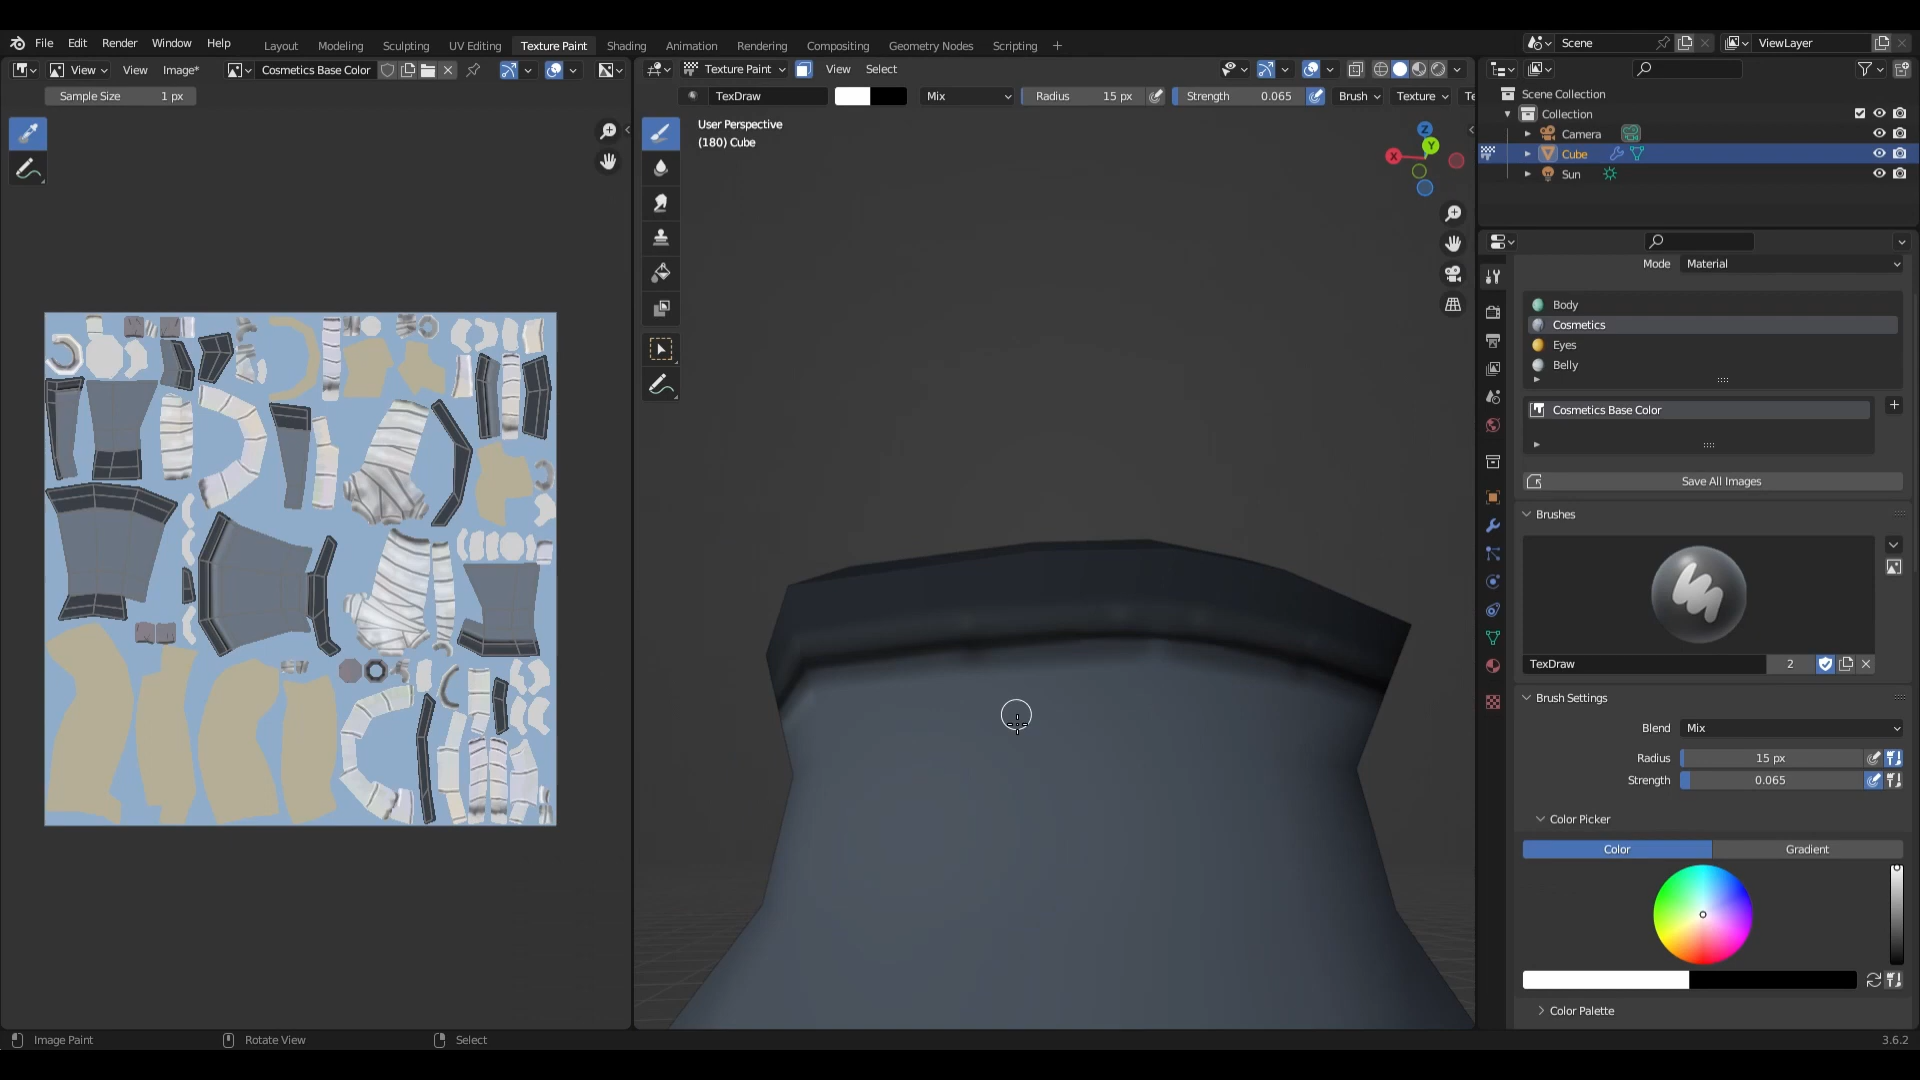 File Edit Render Window Help
Layout Modeling Sculpting UV Editing Texture Paint Shading Animation Rendering Compositing Geometry Nodes Scripting +
Scene
ViewLayer
View View Image* Cosmetics Base Color
Texture Paint View Select
Sample Size 1 px
TexDraw Mix Radius 15 px Strength 0.065 Brush Texture Te
User Perspective
(180) Cube
Z
Y
X
Scene Collection
Collection
Camera
Cube
Sun
Mode Material
Body
Cosmetics
Eyes
Belly
Cosmetics Base Color
Save All Images
Brushes
TexDraw 2
Brush Settings
Blend Mix
Radius 15 px
Strength 0.065
Color Picker
Color Gradient
Color Palette
Image Paint Rotate View Select 3.6.2